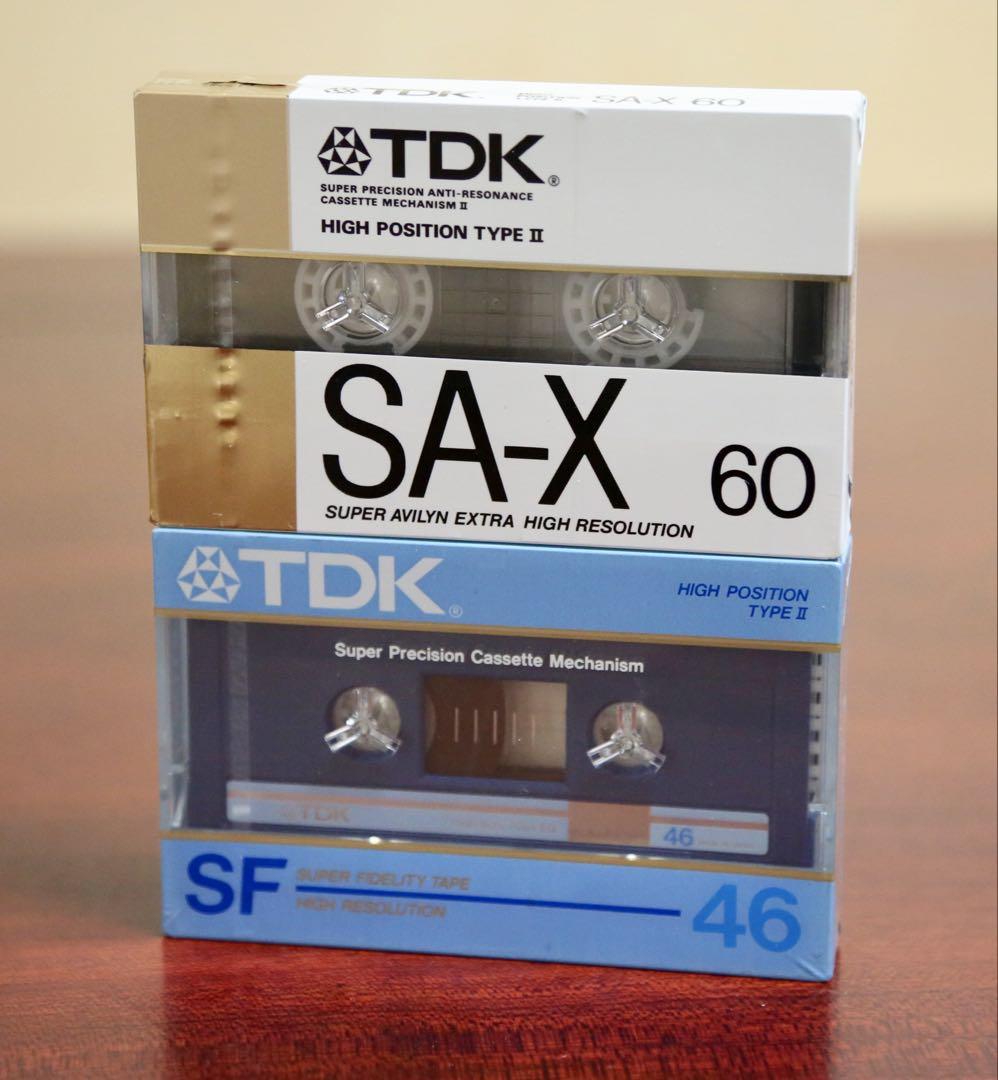 TDK. SA-X 60
TDK®
SUPER PRECISION ANTI-RESONANCE
CASSETTE MECHANISM II
HIGH POSITION TYPE II
SA-X 60
SUPER AVILYN EXTRA HIGH RESOLUTION
TDK®
HIGH POSITION
TYPE II
Super Precision Cassette Mechanism
TDK
46
SF SUPER FIDELITY TAPE
HIGH RESOLUTION
46